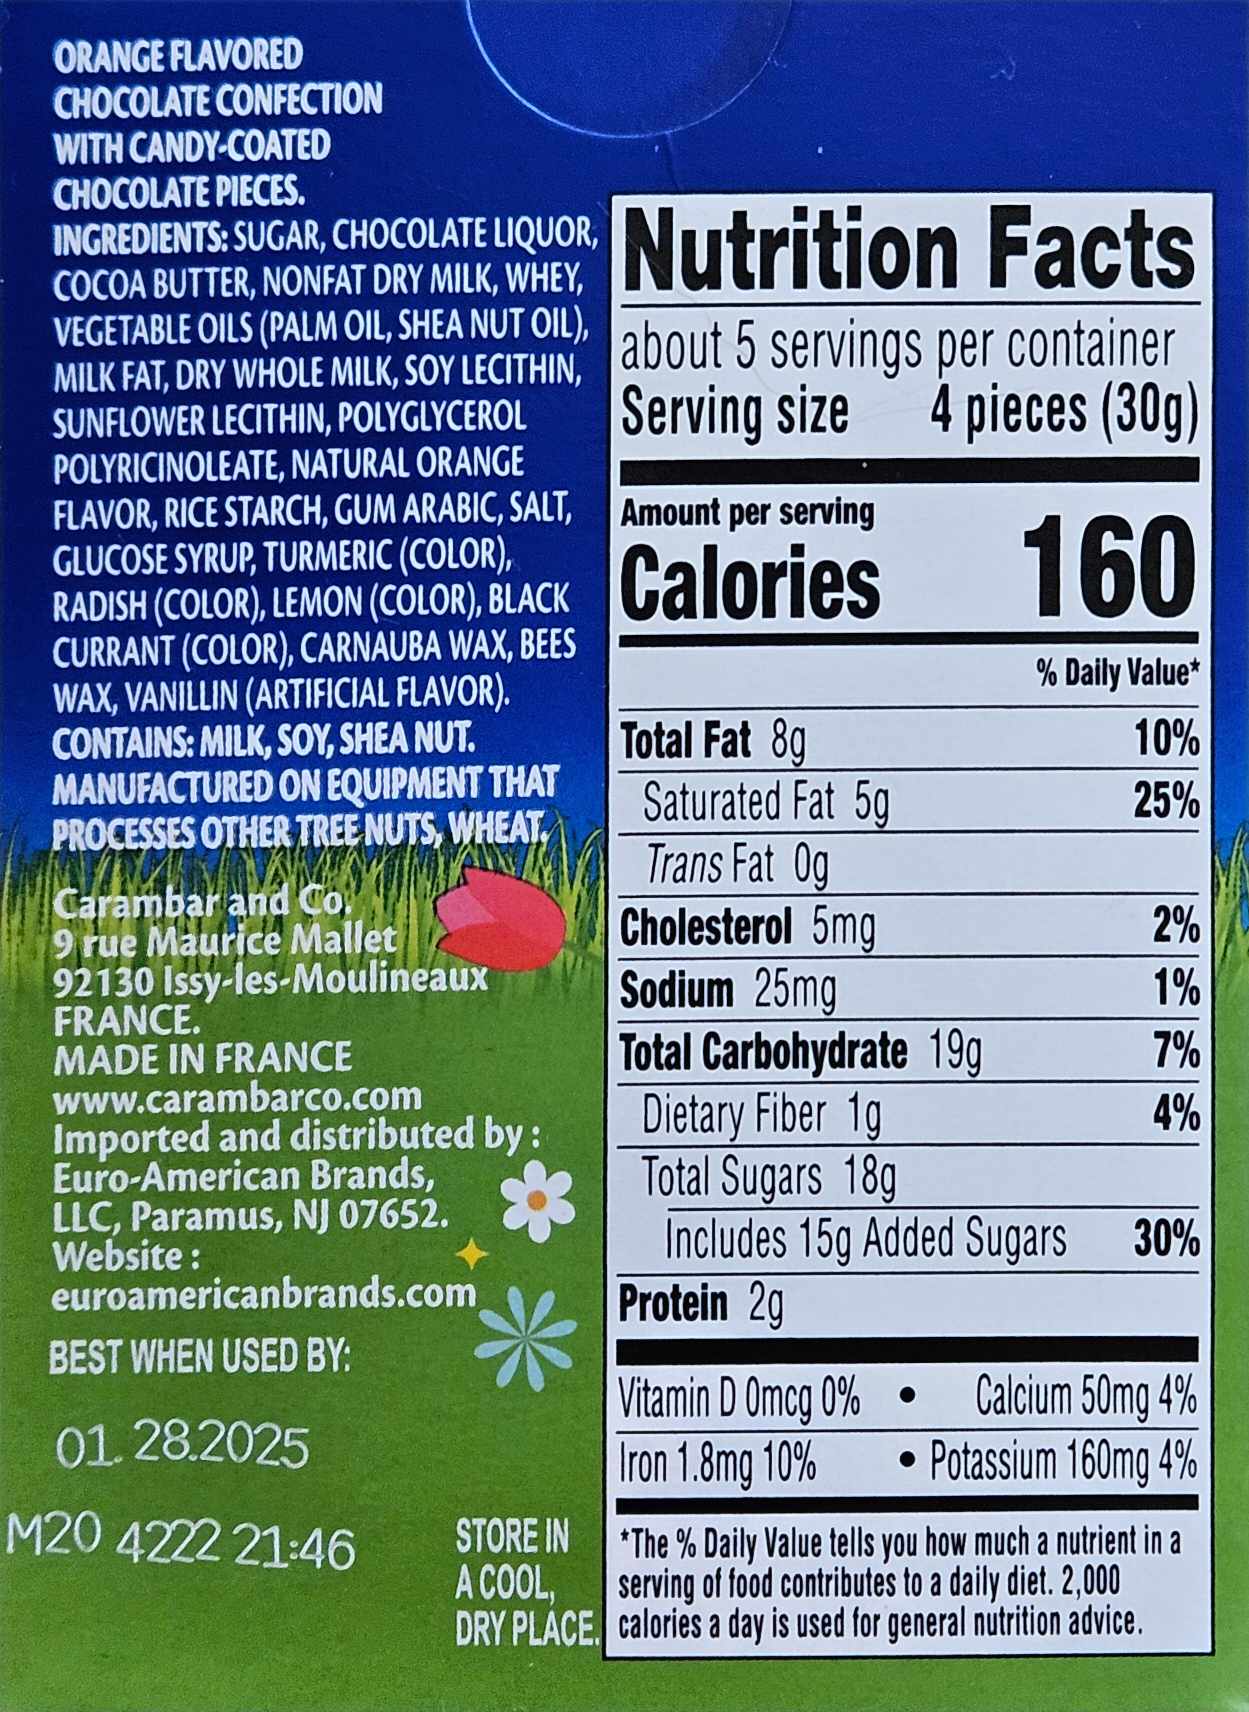 ORANGE FLAVORED
CHOCOLATE CONFECTION
WITH CANDY-COATED
CHOCOLATE PIECES.
INGREDIENTS: SUGAR, CHOCOLATE LIQUOR,
COCOA BUTTER, NONFAT DRY MILK, WHEY,
VEGETABLE OILS (PALM OIL, SHEA NUT OIL),
MILK FAT, DRY WHOLE MILK, SOY LECITHIN,
SUNFLOWER LECITHIN, POLYGLYCEROL
POLYRICINOLEATE, NATURAL ORANGE
FLAVOR, RICE STARCH, GUM ARABIC, SALT,
GLUCOSE SYRUP, TURMERIC (COLOR),
RADISH (COLOR), LEMON (COLOR), BLACK
CURRANT (COLOR), CARNAUBA WAX, BEES
WAX, VANILLIN (ARTIFICIAL FLAVOR).
CONTAINS: MILK, SOY, SHEA NUT.
MANUFACTURED ON EQUIPMENT THAT
PROCESSES OTHER TREE NUTS, WHEAT.
Carambar and Co.
9 rue Maurice Mallet
92130 Issy-les-Moulineaux
FRANCE.
MADE IN FRANCE
www.carambarco.com
Imported and distributed by :
Euro-American Brands,
LLC, Paramus, NJ 07652.
Website :
euroamericanbrands.com
BEST WHEN USED BY:
01. 28.2025
M20 4222 21:46
STORE IN
A COOL,
DRY PLACE.
Nutrition Facts
about 5 servings per container
Serving size 4 pieces (30g)
Amount per serving
Calories 160
% Daily Value*
Total Fat 8g 10%
Saturated Fat 5g 25%
Trans Fat 0g
Cholesterol 5mg 2%
Sodium 25mg 1%
Total Carbohydrate 19g 7%
Dietary Fiber 1g 4%
Total Sugars 18g
Includes 15g Added Sugars 30%
Protein 2g
Vitamin D 0mcg 0% • Calcium 50mg 4%
Iron 1.8mg 10% • Potassium 160mg 4%
*The % Daily Value tells you how much a nutrient in a
serving of food contributes to a daily diet. 2,000
calories a day is used for general nutrition advice.